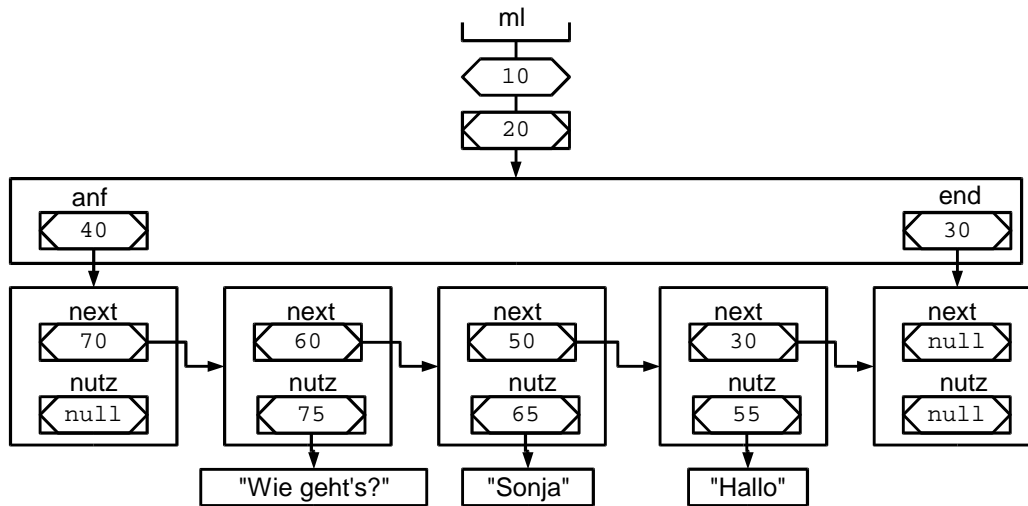 ml
10
20
anf end
40 30
next next next next next
70 60 50 30 null
nutz nutz nutz nutz nutz
null 75 65 55 null
"Wie geht's?" "Sonja" "Hallo"